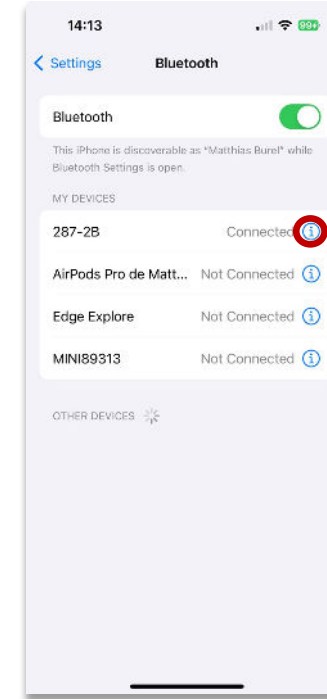 14:13
99+
Settings
Bluetooth
Bluetooth
This iPhone is discoverable as "Matthias Burel" while
Bluetooth Settings is open.
MY DEVICES
287-2B Connected
AirPods Pro de Matt... Not Connected
Edge Explore Not Connected
MINI89313 Not Connected
OTHER DEVICES